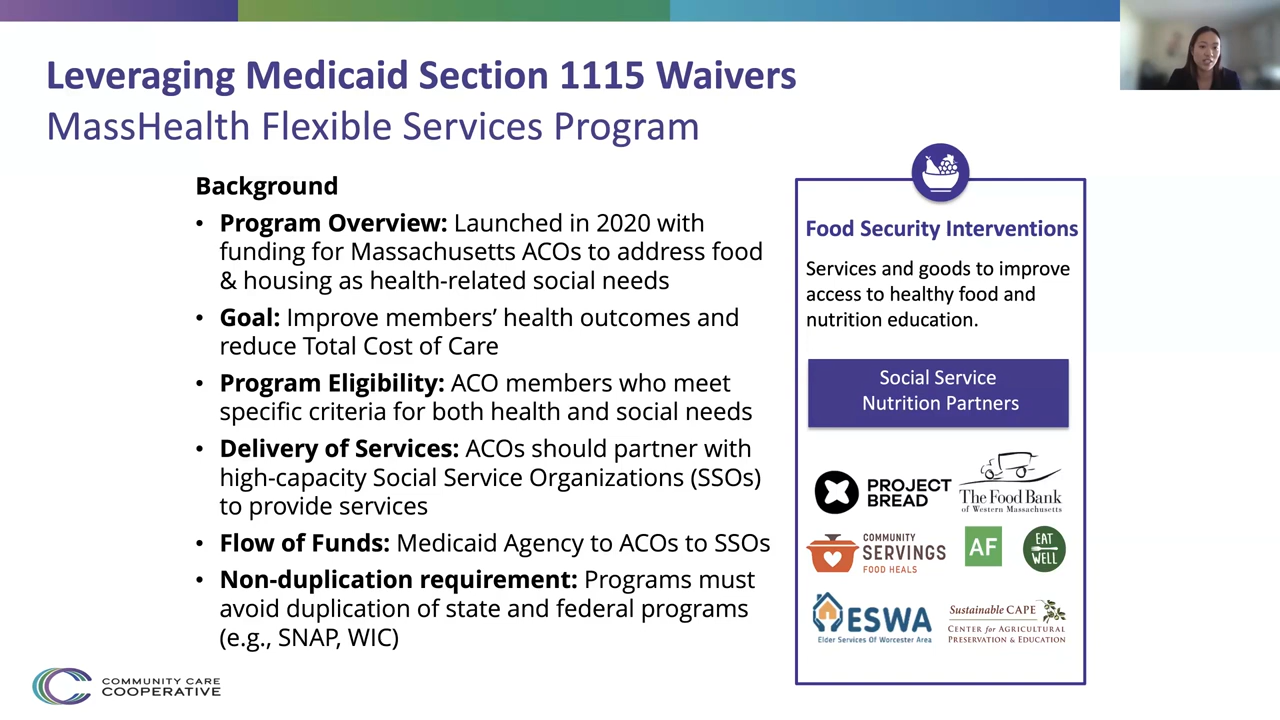 Leveraging Medicaid Section 1115 Waivers
MassHealth Flexible Services Program
Background
• Program Overview: Launched in 2020 with
funding for Massachusetts ACOs to address food
& housing as health-related social needs
• Goal: Improve members’ health outcomes and
reduce Total Cost of Care
• Program Eligibility: ACO members who meet
specific criteria for both health and social needs
• Delivery of Services: ACOs should partner with
high-capacity Social Service Organizations (SSOs)
to provide services
• Flow of Funds: Medicaid Agency to ACOs to SSOs
• Non-duplication requirement: Programs must
avoid duplication of state and federal programs
(e.g., SNAP, WIC)
Food Security Interventions
Services and goods to improve
access to healthy food and
nutrition education.
Social Service
Nutrition Partners
PROJECT
BREAD
The Food Bank
of Western Massachusetts
COMMUNITY
SERVINGS
FOOD HEALS
AF
EAT
WELL
ESWA
Elder Services Of Worcester Area
Sustainable CAPE
CENTER for AGRICULTURAL
PRESERVATION & EDUCATION
COMMUNITY CARE
COOPERATIVE